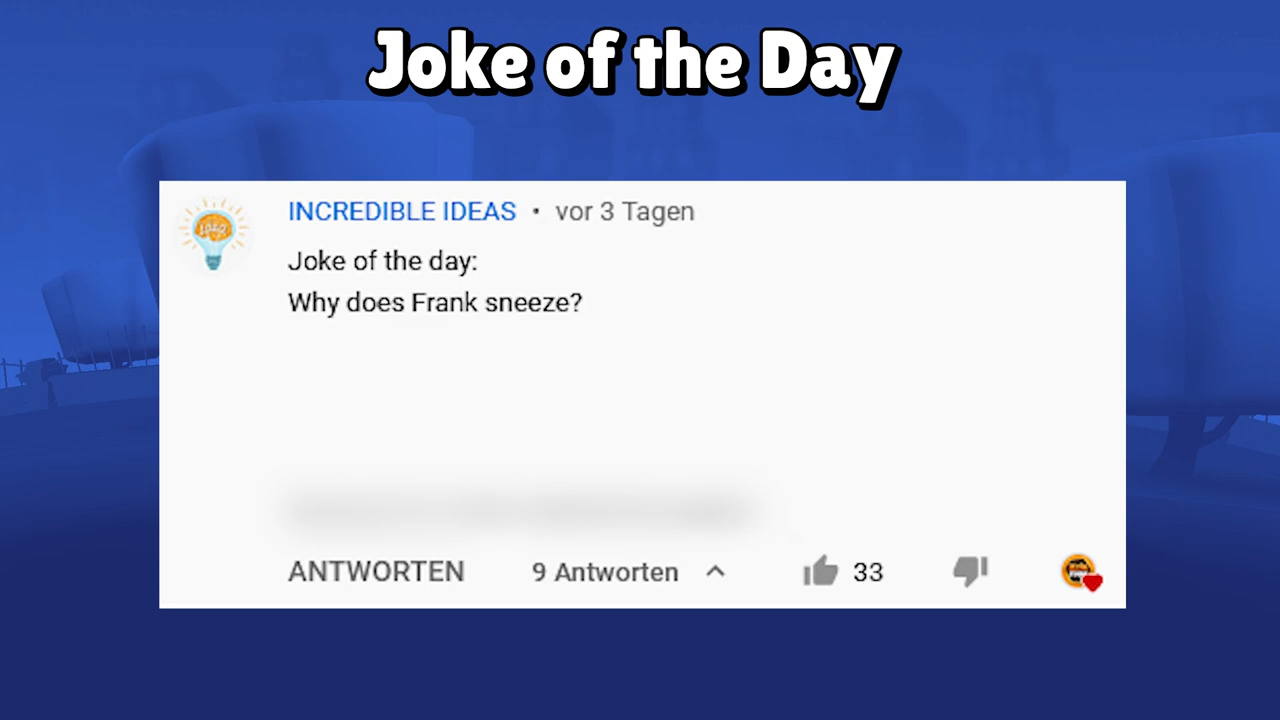 Joke of the Day
INCREDIBLE IDEAS • vor 3 Tagen
Joke of the day:
Why does Frank sneeze?
ANTWORTEN 9 Antworten 33